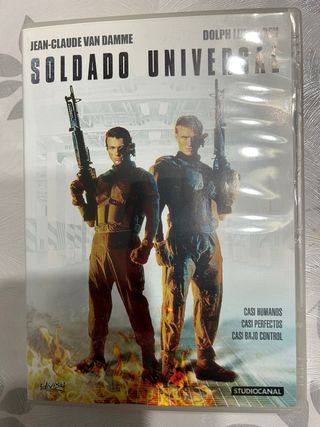 JEAN-CLAUDE VAN DAMME
DOLPH
SOLDADO UNIVERSAL
CASI HUMANOS
CASI PERFECTOS
CASI BAJO CONTROL
STUDIOCANAL